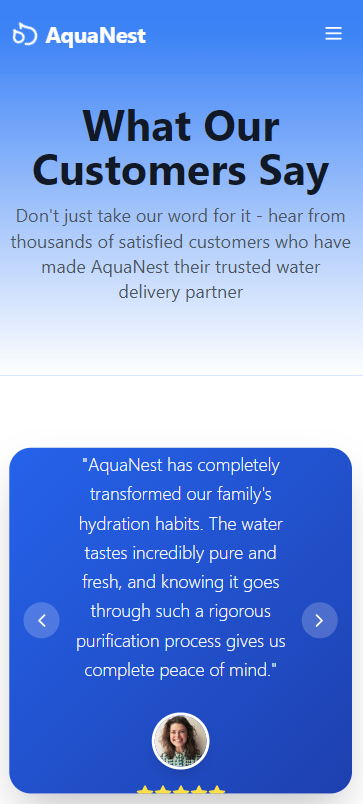 AquaNest
What Our
Customers Say
Don't just take our word for it - hear from
thousands of satisfied customers who have
made AquaNest their trusted water
delivery partner
"AquaNest has completely
transformed our family's
hydration habits. The water
tastes incredibly pure and
fresh, and knowing it goes
through such a rigorous
purification process gives us
complete peace of mind."